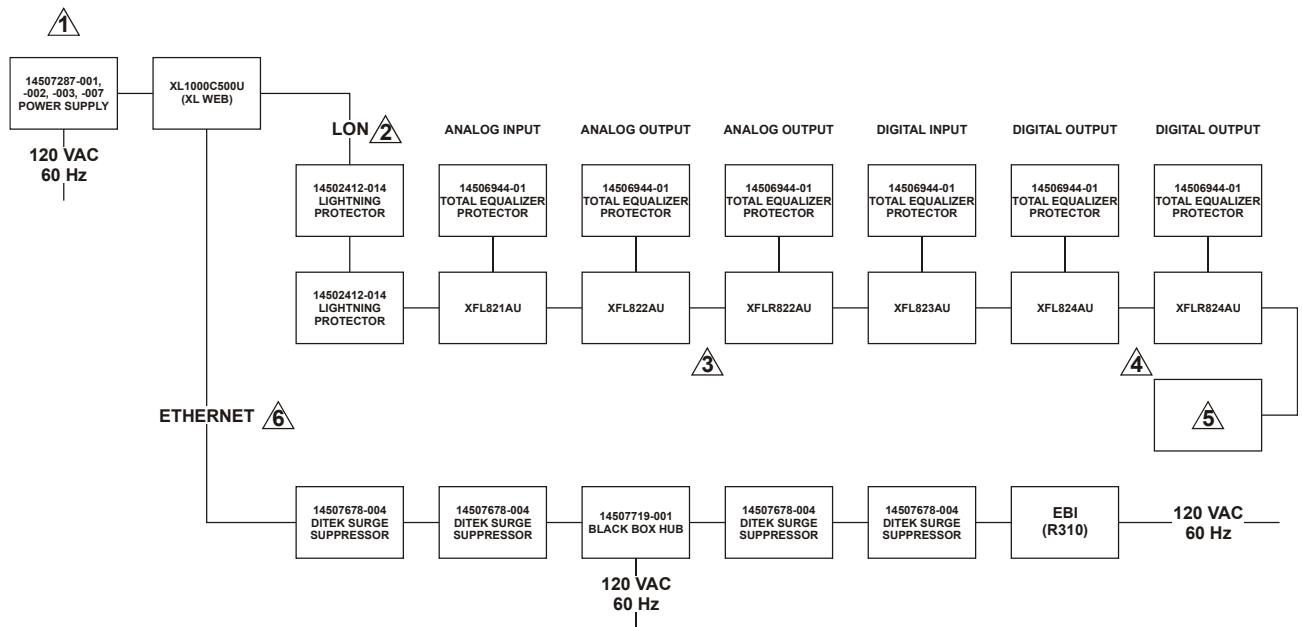 1
14507287-001,
-002, -003, -007
POWER SUPPLY
XL1000C500U
(XL WEB)
120 VAC
60 Hz
LON 2
ANALOG INPUT
ANALOG OUTPUT
ANALOG OUTPUT
DIGITAL INPUT
DIGITAL OUTPUT
DIGITAL OUTPUT
14502412-014
LIGHTNING
PROTECTOR
14506944-01
TOTAL EQUALIZER
PROTECTOR
14506944-01
TOTAL EQUALIZER
PROTECTOR
14506944-01
TOTAL EQUALIZER
PROTECTOR
14506944-01
TOTAL EQUALIZER
PROTECTOR
14506944-01
TOTAL EQUALIZER
PROTECTOR
14506944-01
TOTAL EQUALIZER
PROTECTOR
14502412-014
LIGHTNING
PROTECTOR
XFL821AU
XFL822AU
XFLR822AU
XFL823AU
XFL824AU
XFLR824AU
3
4
5
ETHERNET 6
14507678-004
DITEK SURGE
SUPPRESSOR
14507678-004
DITEK SURGE
SUPPRESSOR
14507719-001
BLACK BOX HUB
14507678-004
DITEK SURGE
SUPPRESSOR
14507678-004
DITEK SURGE
SUPPRESSOR
EBI
(R310)
120 VAC
60 Hz
120 VAC
60 Hz